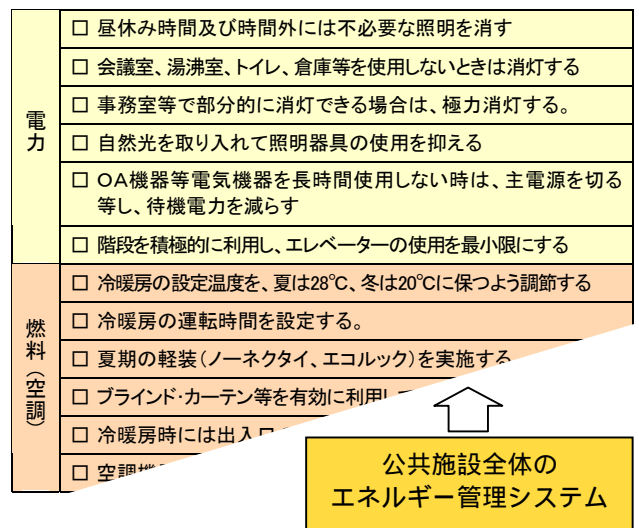 電力
□ 昼休み時間及び時間外には不必要な照明を消す
□ 会議室、湯沸室、トイレ、倉庫等を使用しないときは消灯する
□ 事務室等で部分的に消灯できる場合は、極力消灯する。
□ 自然光を取り入れて照明器具の使用を抑える
□ OA機器等電気機器を長時間使用しない時は、主電源を切る
等し、待機電力を減らす
□ 階段を積極的に利用し、エレベーターの使用を最小限にする
燃料(空調)
□ 冷暖房の設定温度を、夏は28℃、冬は20℃に保つよう調節する
□ 冷暖房の運転時間を設定する。
□ 夏期の軽装(ノーネクタイ、エコルック)を実施する
□ ブラインド・カーテン等を有効に利用し
□ 冷暖房時には出入
□ 空調
公共施設全体の
エネルギー管理システム